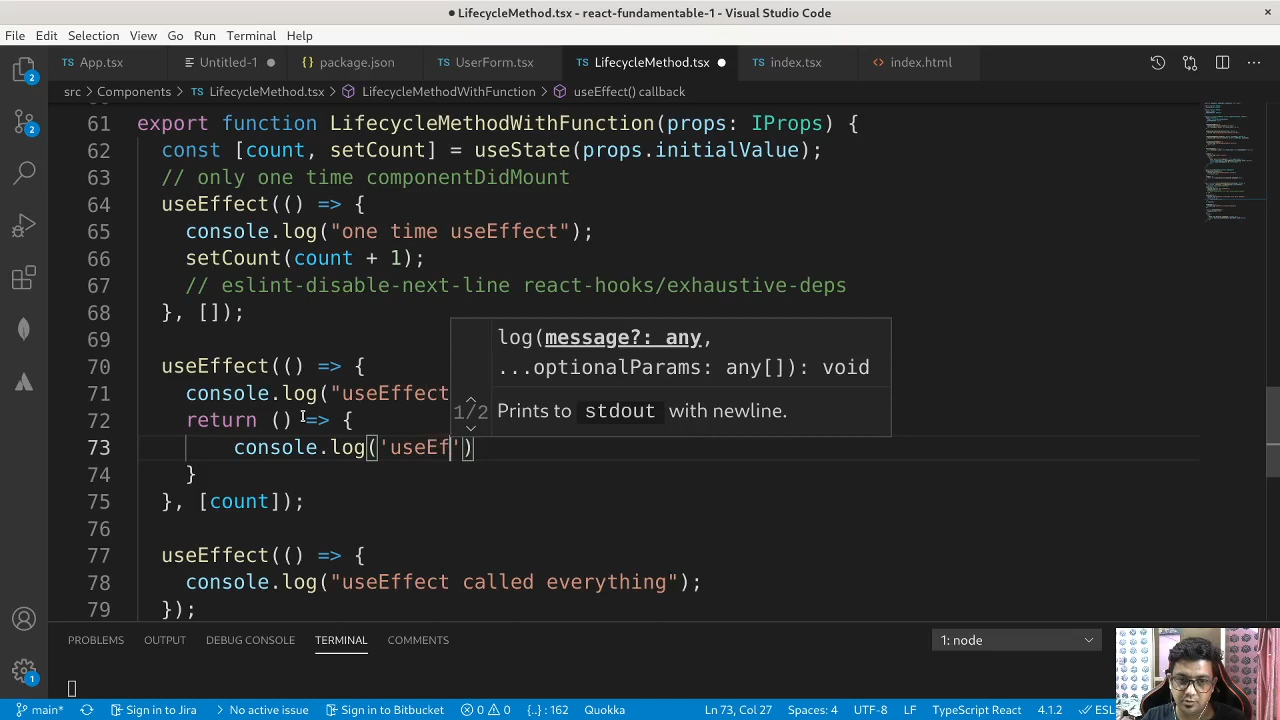 LifecycleMethod.tsx - react-fundamentable-1 - Visual Studio Code
File Edit Selection View Go Run Terminal Help
TS App.tsx Untitled-1 {} package.json TS UserForm.tsx TS LifecycleMethod.tsx TS index.tsx <> index.html
src > Components > TS LifecycleMethod.tsx > LifecycleMethodWithFunction > useEffect() callback
61 export function LifecycleMethodWithFunction(props: IProps) {
62 const [count, setCount] = useState(props.initialValue);
63 // only one time componentDidMount
64 useEffect(() => {
65 console.log("one time useEffect");
66 setCount(count + 1);
67 // eslint-disable-next-line react-hooks/exhaustive-deps
68 }, []);
69
70 useEffect(() => {
71 console.log("useEffect
72 return () => {
73 console.log('useEf')
74 }
75 }, [count]);
76
77 useEffect(() => {
78 console.log("useEffect called everything");
79 });
log(message?: any,
...optionalParams: any[]): void
1/2 Prints to stdout with newline.
2
2
1
PROBLEMS OUTPUT DEBUG CONSOLE TERMINAL COMMENTS 1: node
main* Sign in to Jira No active issue Sign in to Bitbucket 0 0 {..} : 162 Quokka Ln 73, Col 27 Spaces: 4 UTF-8 LF TypeScript React 4.1.2 ESL